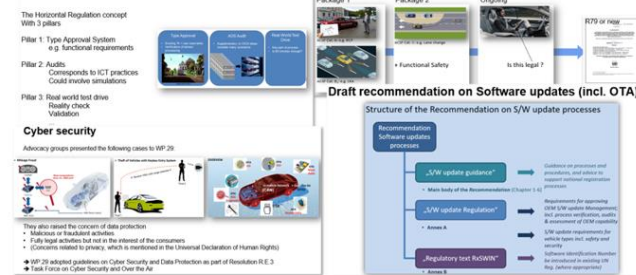 The Horizontal Regulation concept
With 3 pillars
Pillar 1: Type Approval System
e.g. functional requirements
Pillar 2: Audits
Corresponds to ICT practices
Could involve simulations
Pillar 3: Real world test drive
Reality check
Validation
Type Approval
Real World Test
Drive
Package 2
Ongoing
• Functional Safety
Is this legal ?
R79 or new
Cyber security
Advocacy groups presented the following cases to WP.29
They also raised the concern of data protection
• Malicious or fraudulent activities
• Fully legal activities but not in the interest of the consumers
• (Concerns related to privacy, which is mentioned in the Universal Declaration of Human Rights)
➔ WP.29 adopted guidelines on Cyber Security and Data Protection as part of Resolution R.E.3
➔ Task Force on Cyber Security and Over the Air
Draft recommendation on Software updates (incl. OTA)
Structure of the Recommendation on S/W update processes
Recommendation
Software updates
processes
„S/W update guidance"
Guidance on processes and
procedures, and advice to
support national registration
processes
• Main body of the Recommendation (Chapter 1-6)
„S/W update Regulation"
Requirements for approving
OEM S/W update Management,
incl. process verification, audits
& assessment of OEM capability
• Annex A
S/W update requirements for
vehicle types incl. safety and
security
„Regulatory text RxSWIN"
Software Identification Number
to be introduced in existing UN
Reg. (where appropriate)
• Annex B